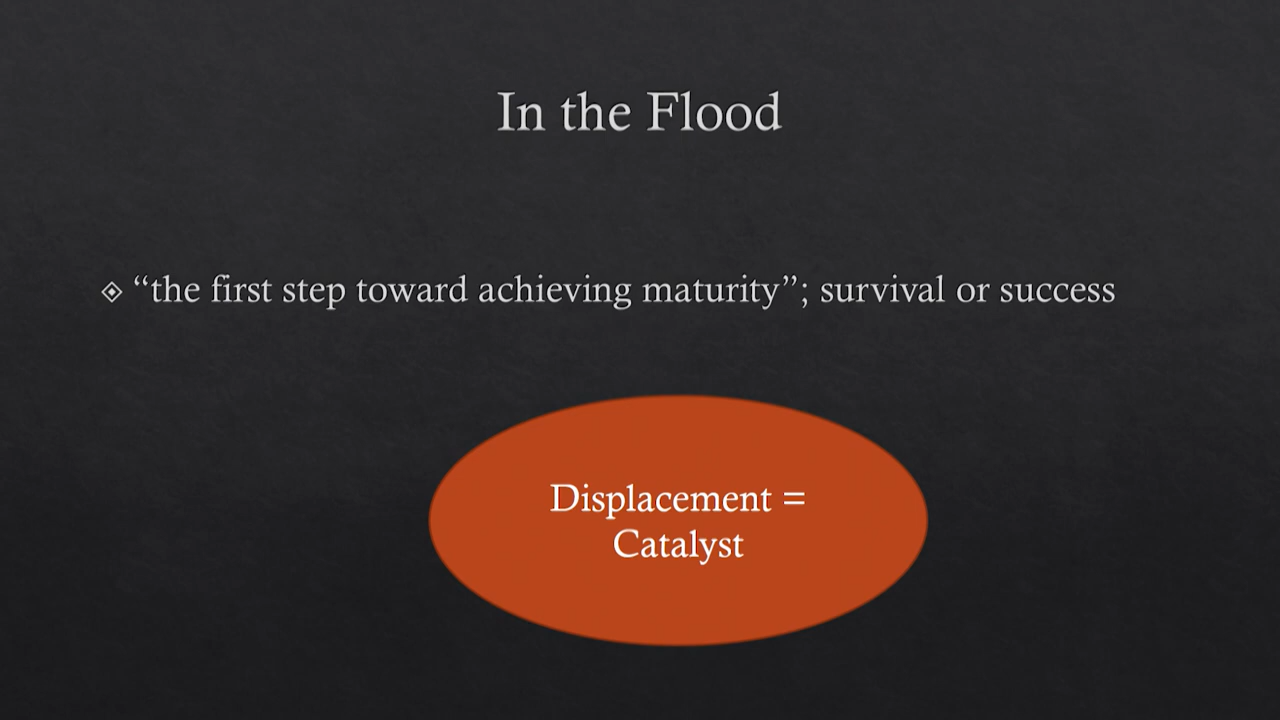 In the Flood
“the first step toward achieving maturity”; survival or success
Displacement =
Catalyst